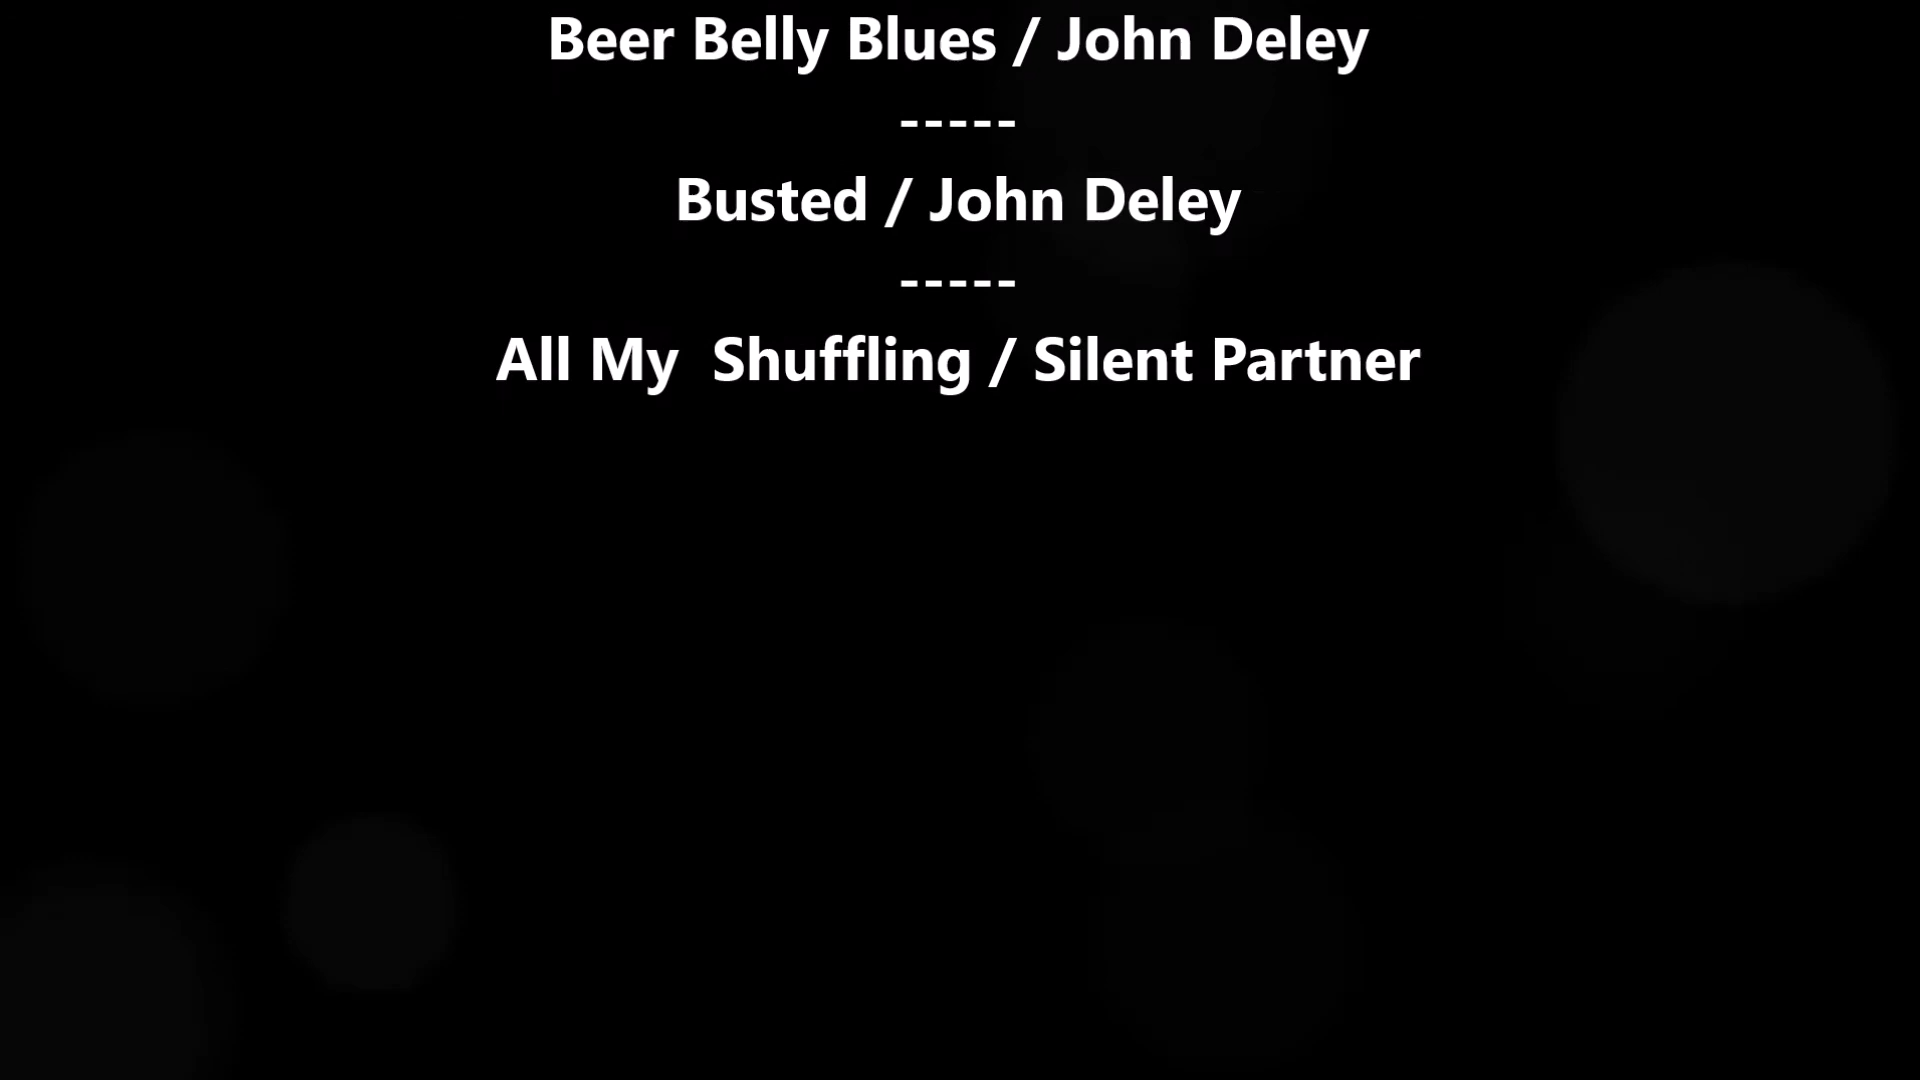 Beer Belly Blues / John Deley
-----
Busted / John Deley
-----
All My  Shuffling / Silent Partner